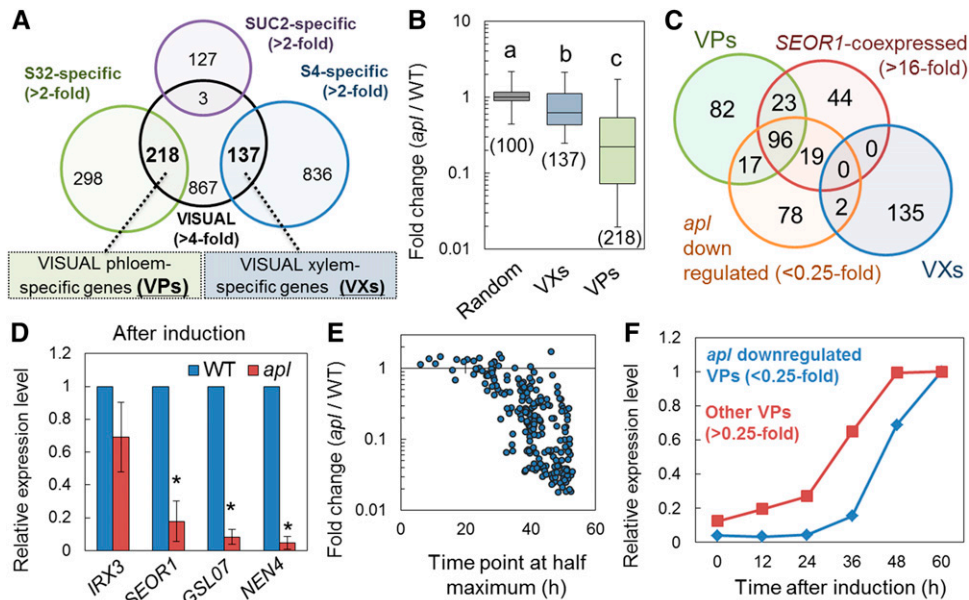 A
SUC2-specific
(>2-fold)
127
S32-specific
(>2-fold)
S4-specific
(>2-fold)
3
218
137
298
867
836
VISUAL
(>4-fold)
VISUAL phloem-
specific genes (VPs)
VISUAL xylem-
specific genes (VXs)
B
Fold change (apl / WT)
10
1
0.1
0.01
a
b
c
(100)
(137)
(218)
Random
VXs
VPs
C
VPs
SEOR1-coexpressed
(>16-fold)
82
23
44
96
17
19
0
0
78
2
135
apl
down
regulated (<0.25-fold)
VXs
D
After induction
Relative expression level
1.2
1
0.8
0.6
0.4
0.2
0
WT
apl
*
*
*
IRX3
SEOR1
GSL07
NEN4
E
Fold change (apl / WT)
1
0.1
0.01
0
20
40
60
Time point at half
maximum (h)
F
Relative expression level
1.2
1
0.8
0.6
0.4
0.2
0
apl downregulated
VPs (<0.25-fold)
Other VPs
(>0.25-fold)
0
12
24
36
48
60
Time after induction (h)